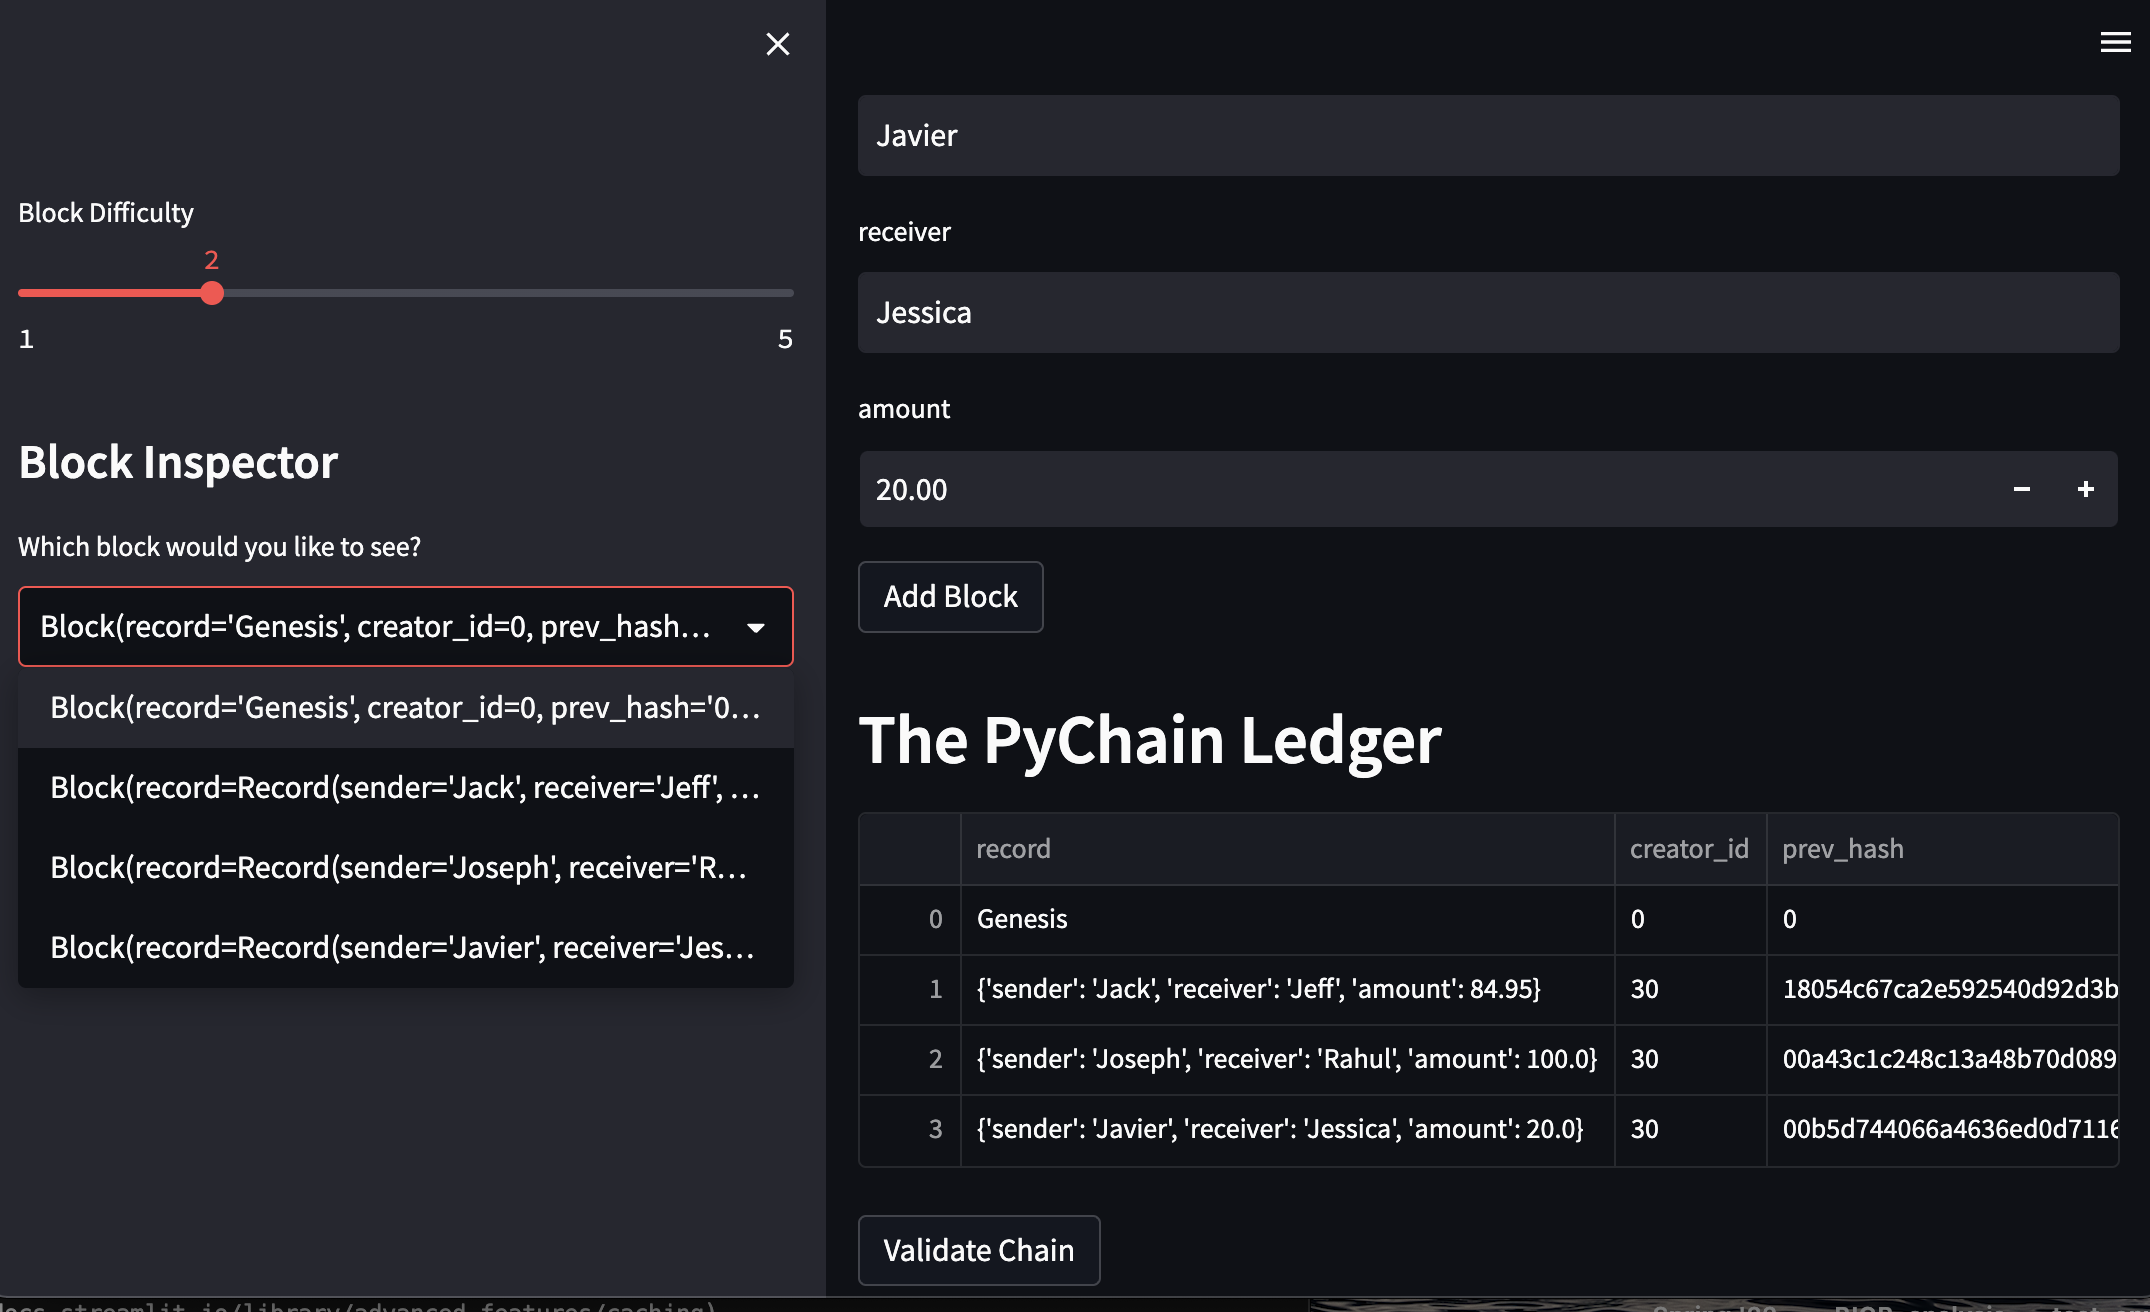 Block Difficulty
2
1
5
Block Inspector
Which block would you like to see?
Block(record='Genesis', creator_id=0, prev_hash...
Block(record='Genesis', creator_id=0, prev_hash='0...
Block(record=Record(sender='Jack', receiver='Jeff', ...
Block(record=Record(sender='Joseph', receiver='R...
Block(record=Record(sender='Javier', receiver='Jes...
Javier
receiver
Jessica
amount
20.00
Add Block
The PyChain Ledger
record creator_id prev_hash
0 Genesis 0 0
1 {'sender': 'Jack', 'receiver': 'Jeff', 'amount': 84.95} 30 18054c67ca2e592540d92d3b
2 {'sender': 'Joseph', 'receiver': 'Rahul', 'amount': 100.0} 30 00a43c1c248c13a48b70d089
3 {'sender': 'Javier', 'receiver': 'Jessica', 'amount': 20.0} 30 00b5d744066a4636ed0d7116
Validate Chain
streamlit.io/library/advanced-features/caching)